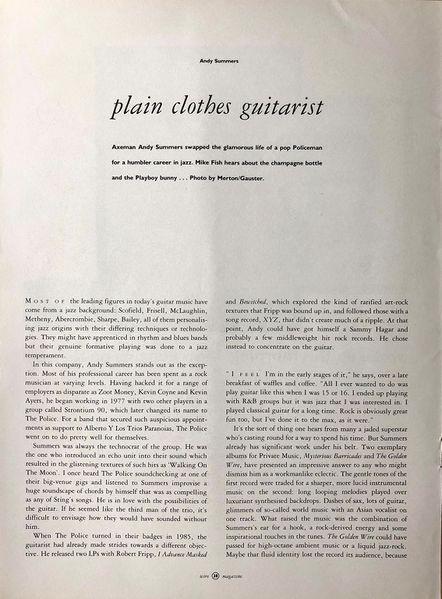 Andy Summers
plain clothes guitarist
Axeman Andy Summers swapped the glamorous life of a pop Policeman
for a humbler career in jazz. Mike Fish hears about the champagne bottle
and the Playboy bunny . . . Photo by Merton/Gauster.
MOST OF the leading figures in today's guitar music have
come from a jazz background: Scofield, Frisell, McLaughlin,
Metheny, Abercrombie, Sharpe, Bailey, all of them personalis-
ing jazz origins with their differing techniques or technolo-
gies. They might have apprenticed in rhythm and blues bands
but their genuine formative playing was done to a jazz
temperament.
In this company, Andy Summers stands out as the excep-
tion. Most of his professional career has been spent as a rock
musician at varying levels. Having hacked it for a range of
employers as disparate as Zoot Money, Kevin Coyne and Kevin
Ayers, he began working in 1977 with two other players in a
group called Strontium 90, which later changed its name to
The Police. For a band that secured such suspicious appoint-
ments as support to Alberto Y Los Trios Paranoias, The Police
went on to do pretty well for themselves.
Summers was always the technocrat of the group. He was
the one who introduced an echo unit into their sound which
resulted in the glistening textures of such hits as 'Walking On
The Moon'. I once heard The Police soundchecking at one of
their big-venue gigs and listened to Summers improvise a
huge soundscape of chords by himself that was as compelling
as any of Sting's songs. He is in love with the possibilities of
the guitar. If he seemed like the third man of the trio, it's
difficult to envisage how they would have sounded without
him.
When The Police turned in their badges in 1985, the
guitarist had already made strides towards a different objec-
tive. He released two LPs with Robert Fripp, I Advance Masked
and Bewitched, which explored the kind of rarified art-rock
textures that Fripp was bound up in, and followed those with a
song record, XYZ, that didn't create much of a ripple. At that
point, Andy could have got himself a Sammy Hagar and
probably a few middleweight hit rock records. He chose
instead to concentrate on the guitar.
"I FEEL I'm in the early stages of it," he says, over a late
breakfast of waffles and coffee. "All I ever wanted to do was
play guitar like this when I was 15 or 16. I ended up playing
with R&B groups but it was jazz that I was interested in. I
played classical guitar for a long time. Rock is obviously great
fun too, but I've done it to the max, as it were."
It's the sort of thing one hears from many a jaded superstar
who's casting round for a way to spend his time. But Summers
already has significant work under his belt. Two exemplary
albums for Private Music, Mysterious Barricades and The Golden
Wire, have presented an impressive answer to any who might
dismiss him as a workmanlike eclectic. The gentle tones of the
first record were traded for a sharper, more lucid instrumental
music on the second: long looping melodies played over
luxuriant synthesised backdrops. Dashes of sax, lots of guitar,
glimmers of so-called world music with an Asian vocalist on
one track. What raised the music was the combination of
Summers's ear for a hook, a rock-derived energy and some
inspirational touches in the tunes. The Golden Wire could have
passed for high-octane ambient music or a liquid jazz-rock.
Maybe that fluid identity lost the record its audience, because
wire 38 magazine